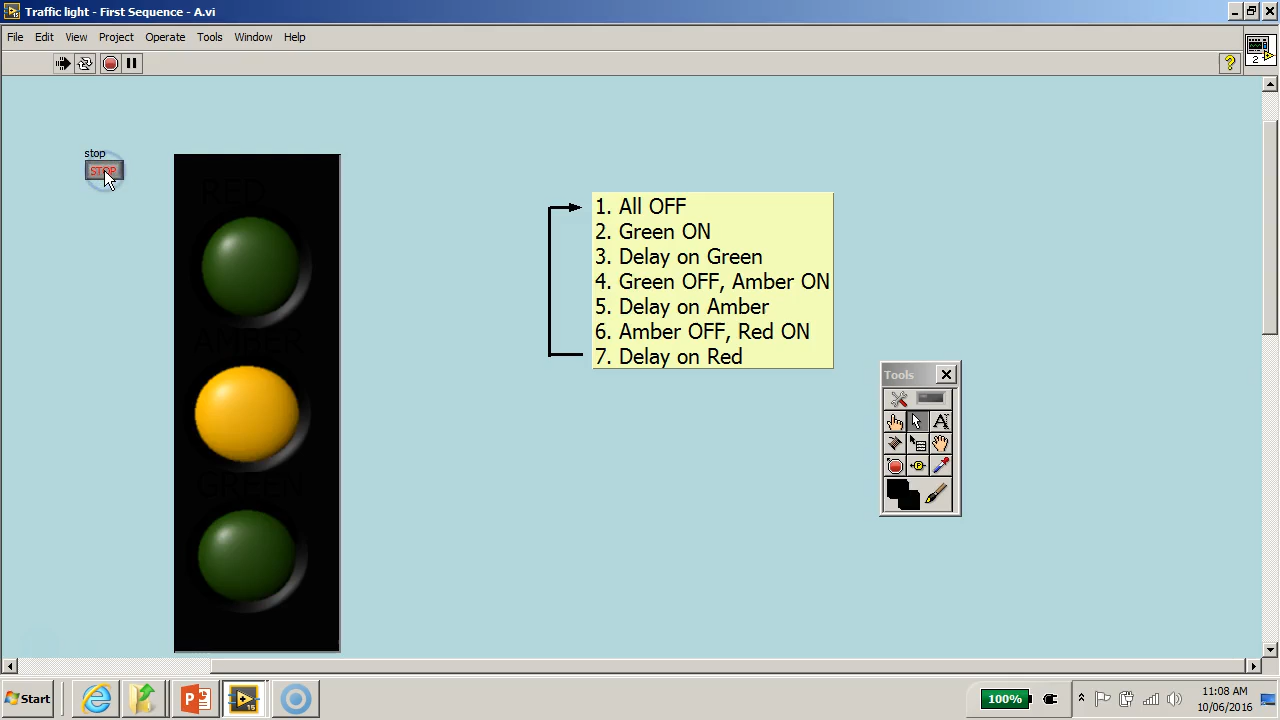 Traffic light - First Sequence - A.vi
File Edit View Project Operate Tools Window Help
?
2
stop
STOP
RED
AMBER
GREEN
1. All OFF
2. Green ON
3. Delay on Green
4. Green OFF, Amber ON
5. Delay on Amber
6. Amber OFF, Red ON
7. Delay on Red
Tools
Start
15
100%
11:08 AM
10/06/2016